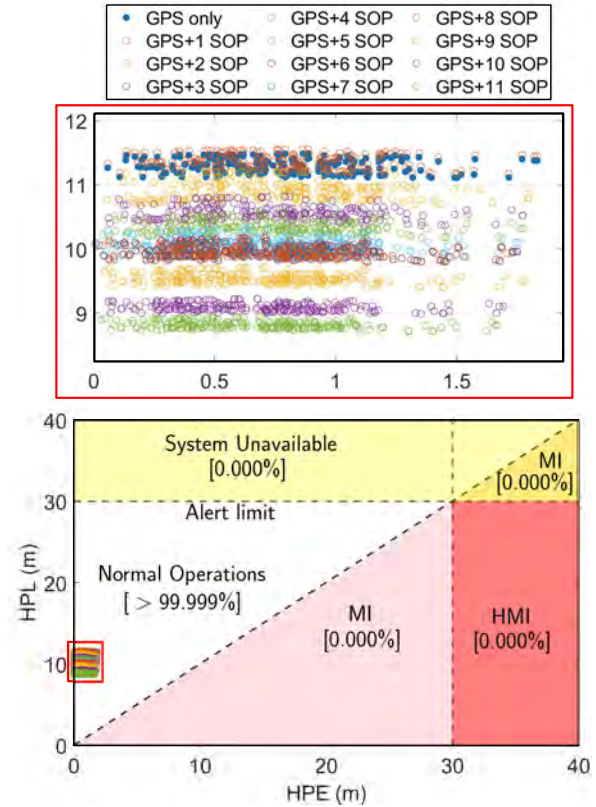 GPS only GPS+4 SOP GPS+8 SOP
GPS+1 SOP GPS+5 SOP GPS+9 SOP
GPS+2 SOP GPS+6 SOP GPS+10 SOP
GPS+3 SOP GPS+7 SOP GPS+11 SOP
12
11
10
9
0 0.5 1 1.5
40
System Unavailable
[0.000%]
MI
[0.000%]
30
Alert limit
HPL (m)
20
Normal Operations
[ > 99.999%]
MI
[0.000%]
HMI
[0.000%]
10
0
0 10 20 30 40
HPE (m)